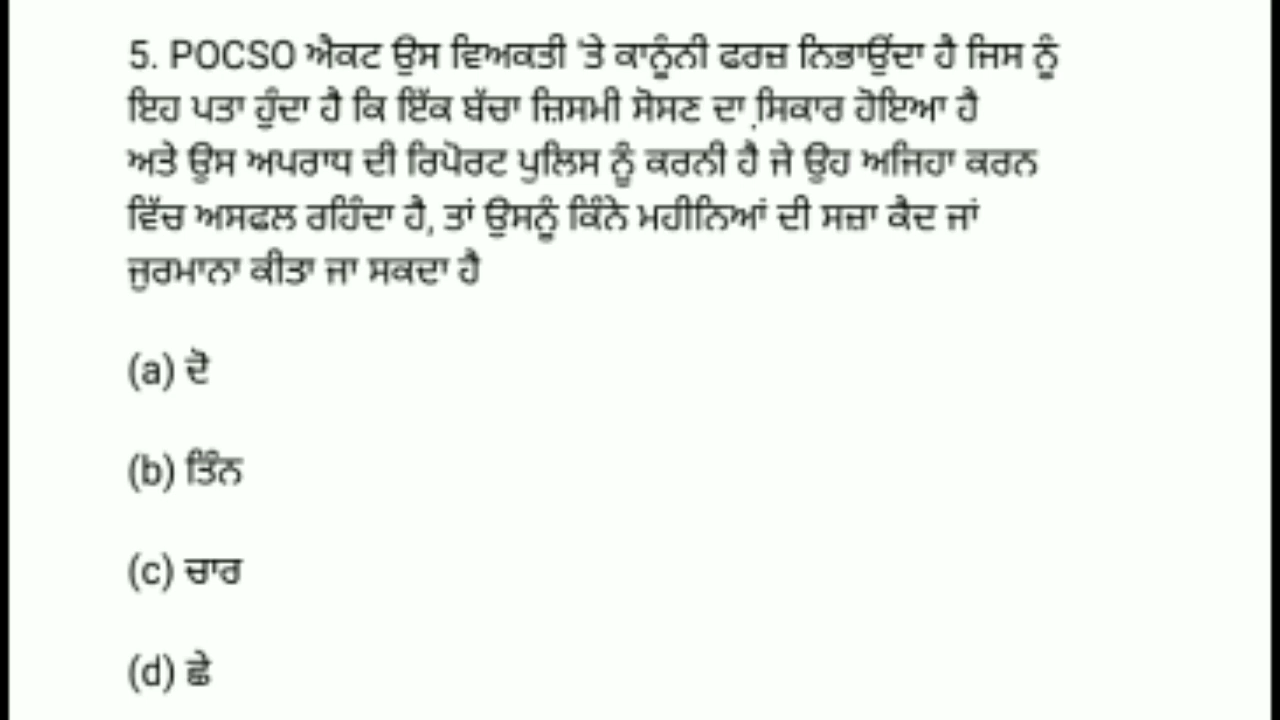 5. POCSO ਐਕਟ ਉਸ ਵਿਅਕਤੀ 'ਤੇ ਕਾਨੂੰਨੀ ਫਰਜ਼ ਨਿਭਾਉਂਦਾ ਹੈ ਜਿਸ ਨੂੰ
ਇਹ ਪਤਾ ਹੁੰਦਾ ਹੈ ਕਿ ਇੱਕ ਬੱਚਾ ਜ਼ਿਸਮੀ ਸੋਸਣ ਦਾ ਸ਼ਿਕਾਰ ਹੋਇਆ ਹੈ
ਅਤੇ ਉਸ ਅਪਰਾਧ ਦੀ ਰਿਪੋਰਟ ਪੁਲਿਸ ਨੂੰ ਕਰਨੀ ਹੈ ਜੇ ਉਹ ਅਜਿਹਾ ਕਰਨ
ਵਿੱਚ ਅਸਫਲ ਰਹਿੰਦਾ ਹੈ, ਤਾਂ ਉਸਨੂੰ ਕਿੰਨੇ ਮਹੀਨਿਆਂ ਦੀ ਸਜ਼ਾ ਕੈਦ ਜਾਂ
ਜੁਰਮਾਨਾ ਕੀਤਾ ਜਾ ਸਕਦਾ ਹੈ
(a) ਦੋ
(b) ਤਿੰਨ
(c) ਚਾਰ
(d) ਛੇ